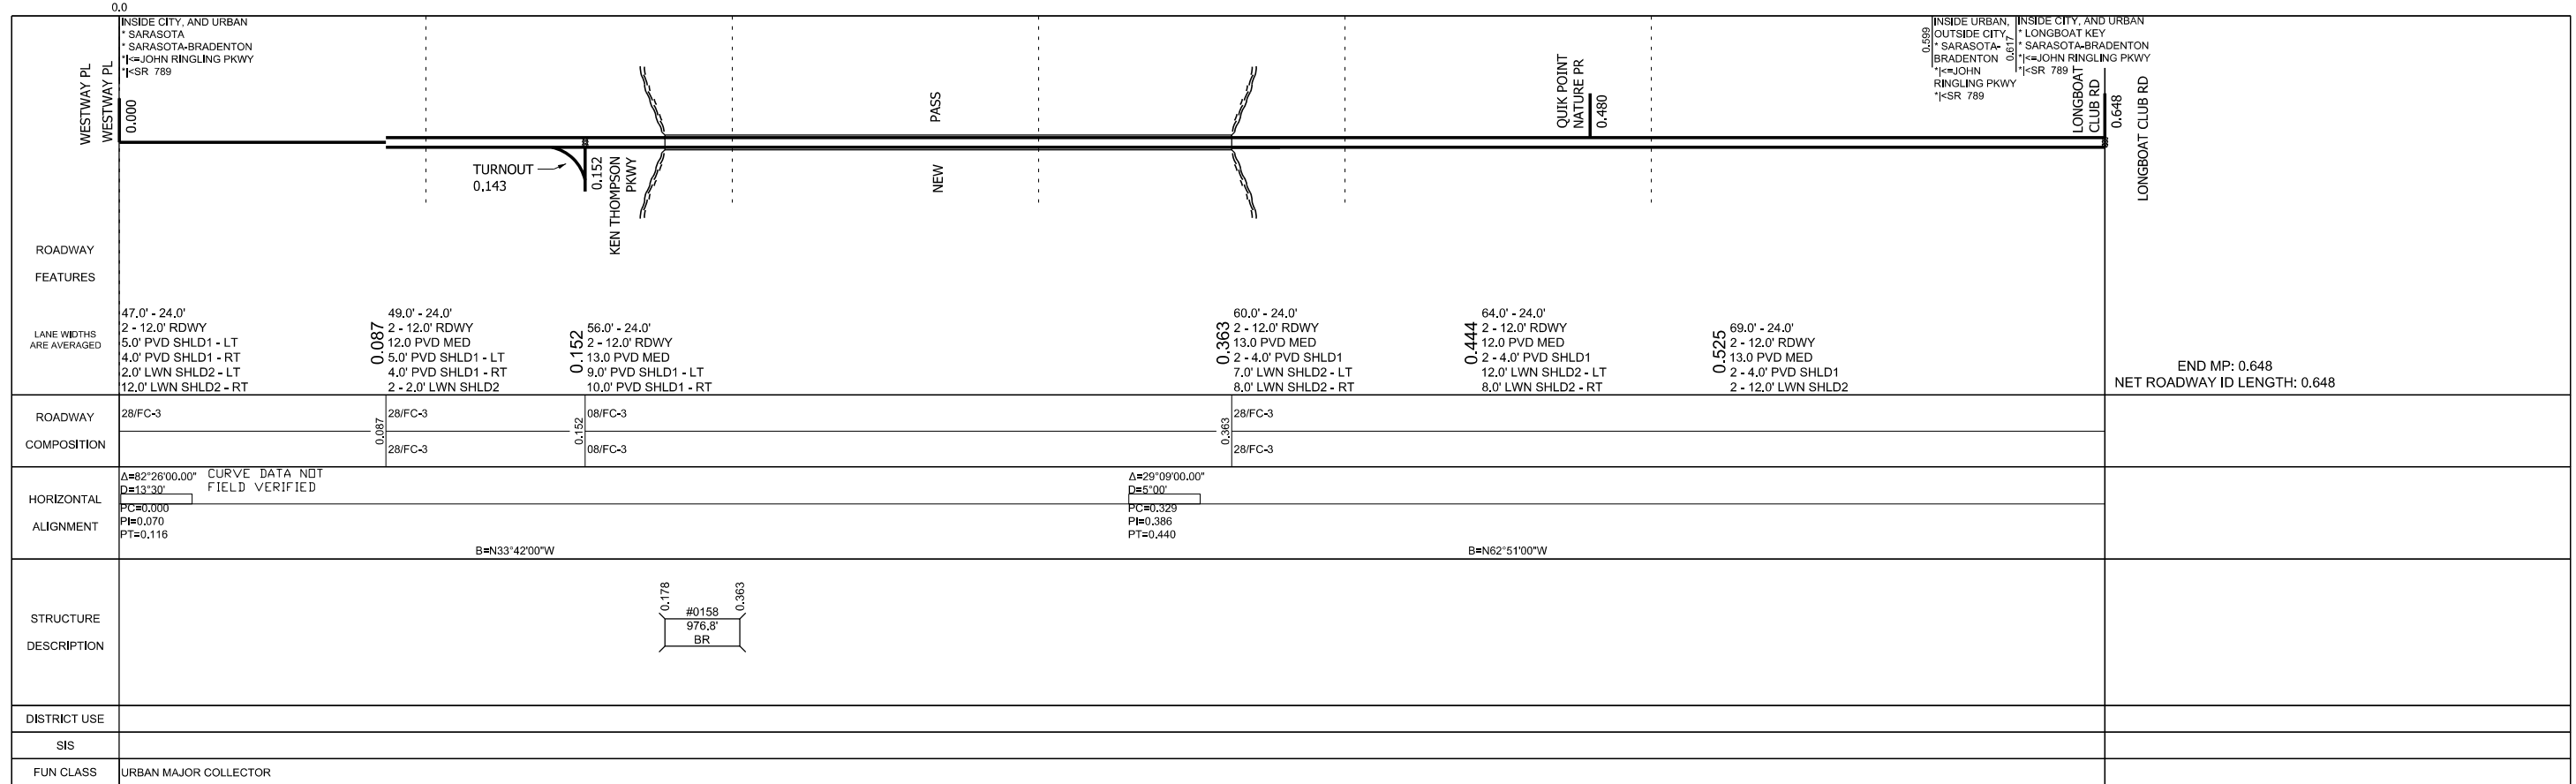 0.0
INSIDE CITY, AND URBAN
* SARASOTA
* SARASOTA-BRADENTON
*|<=JOHN RINGLING PKWY
*|<SR 789
WESTWAY PL
WESTWAY PL
0.000
TURNOUT
0.143
0.152
KEN THOMPSON
PKWY
NEW
PASS
QUIK POINT
NATURE PR
0.480
0.599
INSIDE URBAN,
OUTSIDE CITY
* SARASOTA-
BRADENTON
*|<=JOHN
RINGLING PKWY
*|<SR 789
0.617
INSIDE CITY, AND URBAN
* LONGBOAT KEY
* SARASOTA-BRADENTON
*|<=JOHN RINGLING PKWY
*|<SR 789
LONGBOAT
CLUB RD
0.648
LONGBOAT CLUB RD
ROADWAY
FEATURES
LANE WIDTHS
ARE AVERAGED
47.0' - 24.0'
2 - 12.0' RDWY
5.0' PVD SHLD1 - LT
4.0' PVD SHLD1 - RT
2.0' LWN SHLD2 - LT
12.0' LWN SHLD2 - RT
0.087
49.0' - 24.0'
2 - 12.0' RDWY
12.0 PVD MED
5.0' PVD SHLD1 - LT
4.0' PVD SHLD1 - RT
2 - 2.0' LWN SHLD2
0.152
56.0' - 24.0'
2 - 12.0' RDWY
13.0 PVD MED
9.0' PVD SHLD1 - LT
10.0' PVD SHLD1 - RT
0.363
60.0' - 24.0'
2 - 12.0' RDWY
13.0 PVD MED
2 - 4.0' PVD SHLD1
7.0' LWN SHLD2 - LT
8.0' LWN SHLD2 - RT
0.444
64.0' - 24.0'
2 - 12.0' RDWY
12.0 PVD MED
2 - 4.0' PVD SHLD1
12.0' LWN SHLD2 - LT
8.0' LWN SHLD2 - RT
0.525
69.0' - 24.0'
2 - 12.0' RDWY
13.0 PVD MED
2 - 4.0' PVD SHLD1
2 - 12.0' LWN SHLD2
END MP: 0.648
NET ROADWAY ID LENGTH: 0.648
ROADWAY
COMPOSITION
28/FC-3
0.087
28/FC-3
28/FC-3
0.152
08/FC-3
08/FC-3
0.363
28/FC-3
28/FC-3
HORIZONTAL
ALIGNMENT
Δ=82°26'00.00"
D=13°30'
CURVE DATA NOT
FIELD VERIFIED
PC=0.000
PI=0.070
PT=0.116
B=N33°42'00"W
Δ=29°09'00.00"
D=5°00'
PC=0.329
PI=0.386
PT=0.440
B=N62°51'00"W
STRUCTURE
DESCRIPTION
0.178
0.363
#0158
976.8'
BR
DISTRICT USE
SIS
FUN CLASS
URBAN MAJOR COLLECTOR